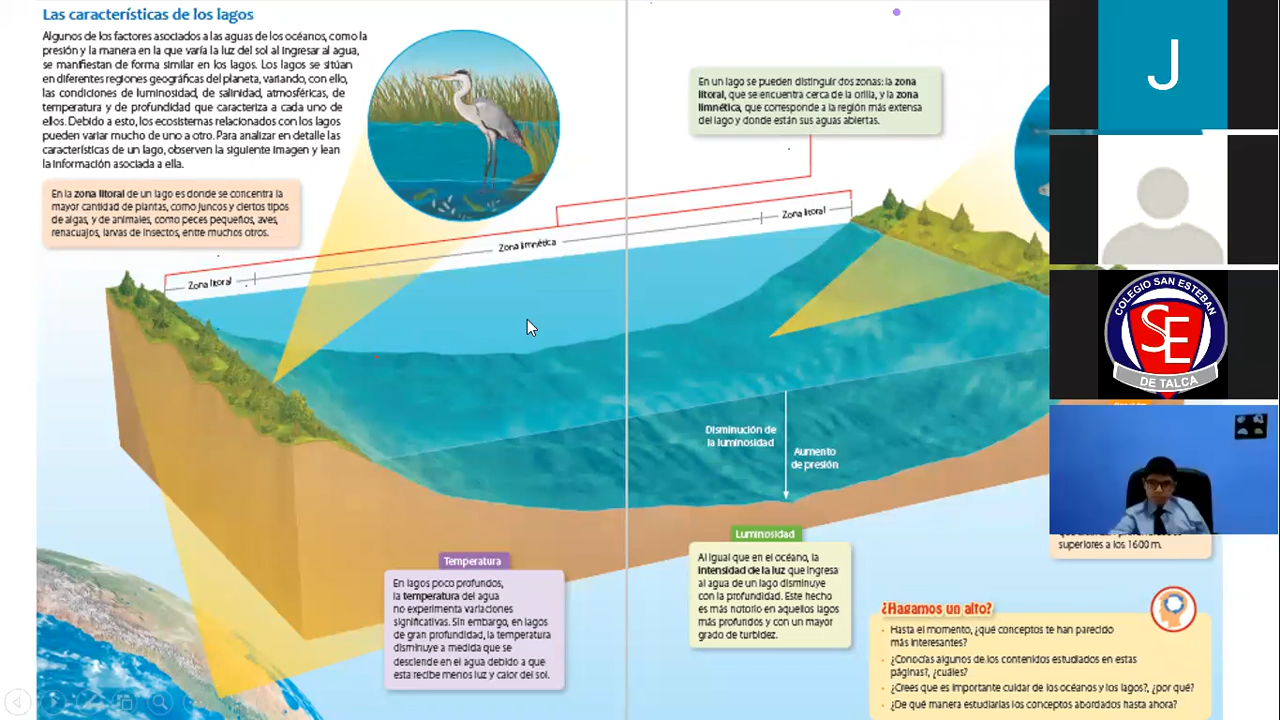 Las características de los lagos
Algunos de los factores asociados a las aguas de los océanos, como la
presión y la manera en la que varía la luz del sol al ingresar al agua,
se manifiestan de forma similar en los lagos. Los lagos se sitúan
en diferentes regiones geográficas del planeta, variando, con ello,
las condiciones de luminosidad, de salinidad, atmosféricas, de
temperatura y de profundidad que caracteriza a cada uno de
ellos. Debido a esto, los ecosistemas relacionados con los lagos
pueden variar mucho de uno a otro. Para analizar en detalle las
características de un lago, observen la siguiente imagen y lean
la información asociada a ella.
En la zona litoral de un lago es donde se concentra la
mayor cantidad de plantas, como juncos y ciertos tipos
de algas, y de animales, como peces pequeños, aves,
renacuajos, larvas de insectos, entre muchos otros.
En un lago se pueden distinguir dos zonas: la zona
litoral, que se encuentra cerca de la orilla, y la zona
limnética, que corresponde a la región más extensa
del lago y donde están sus aguas abiertas.
Zona litoral
Zona limnética
Zona litoral
Disminución de
la luminosidad
Aumento
de presión
Temperatura
En lagos poco profundos,
la temperatura del agua
no experimenta variaciones
significativas. Sin embargo, en lagos
de gran profundidad, la temperatura
disminuye a medida que se
desciende en el agua debido a que
esta recibe menos luz y calor del sol.
Luminosidad
Al igual que en el océano, la
intensidad de la luz que ingresa
al agua de un lago disminuye
con la profundidad. Este hecho
es más notorio en aquellos lagos
más profundos y con un mayor
grado de turbidez.
superiores a los 1600 m.
¿Hagamos un alto?
• Hasta el momento, ¿qué conceptos te han parecido
más interesantes?
• ¿Conocías algunos de los contenidos estudiados en estas
páginas?, ¿cuáles?
• ¿Crees que es importante cuidar de los océanos y los lagos?, ¿por qué?
• ¿De qué manera estudiarías los conceptos abordados hasta ahora?
J
COLEGIO SAN ESTEBAN
SE
DE TALCA